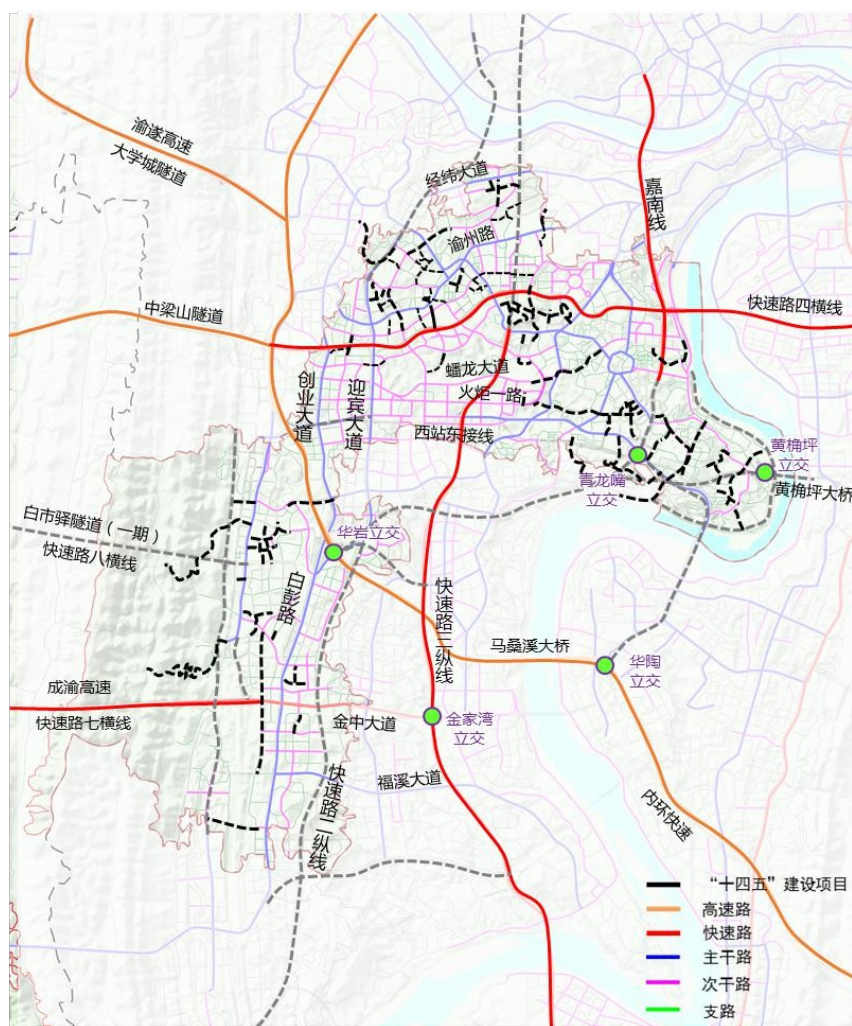 渝遂高速
大学城隧道
经纬大道
渝州路
嘉南线
中梁山隧道
快速路四横线
蟠龙大道
火炬一路
创业大道
迎宾大道
西站东接线
黄桷坪
立交
青龙嘴
立交
黄桷坪大桥
白市驿隧道（一期）
快速路八横线
华岩立交
白彭路
快速路三纵线
马桑溪大桥
华陶
立交
成渝高速
快速路七横线
金中大道
金家湾
立交
福溪大道
快速路二纵线
内环快速
“十四五”建设项目
高速路
快速路
主干路
次干路
支路